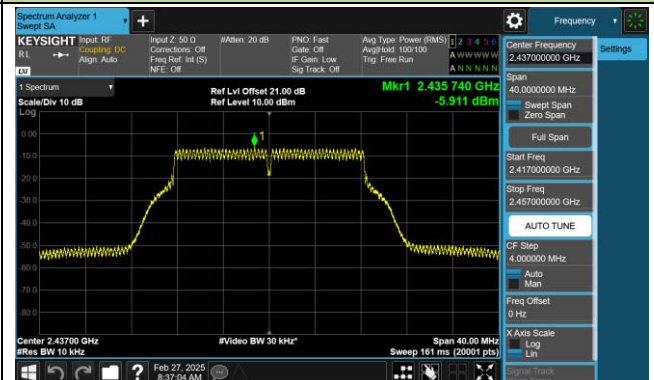 Spectrum Analyzer 1
Swept SA
Frequency
KEYSIGHT
RL
LXI
Input: RF
Coupling: DC
Align: Auto
Input Z: 50 Ω
Corrections: Off
Freq Ref: Int (S)
NFE: Off
#Atten: 20 dB
PNO: Fast
Gate: Off
IF Gain: Low
Sig Track: Off
Avg Type: Power (RMS)
Avg|Hold: 100/100
Trig: Free Run
1 2 3 4 5 6
A W W W W W
A N N N N N
1 Spectrum
Scale/Div 10 dB
Log
Ref Lvl Offset 21.00 dB
Ref Level 10.00 dBm
Mkr1 2.435 740 GHz
-5.911 dBm
1
0.00
-10.0
-20.0
-30.0
-40.0
-50.0
-60.0
-70.0
-80.0
Center 2.43700 GHz
#Res BW 10 kHz
#Video BW 30 kHz*
Span 40.00 MHz
Sweep 161 ms (20001 pts)
Feb 27, 2025
8:37:04 AM
Center Frequency
2.437000000 GHz
Settings
Span
40.0000000 MHz
Swept Span
Zero Span
Full Span
Start Freq
2.417000000 GHz
Stop Freq
2.457000000 GHz
AUTO TUNE
CF Step
4.000000 MHz
Auto
Man
Freq Offset
0 Hz
X Axis Scale
Log
Lin
Signal Track